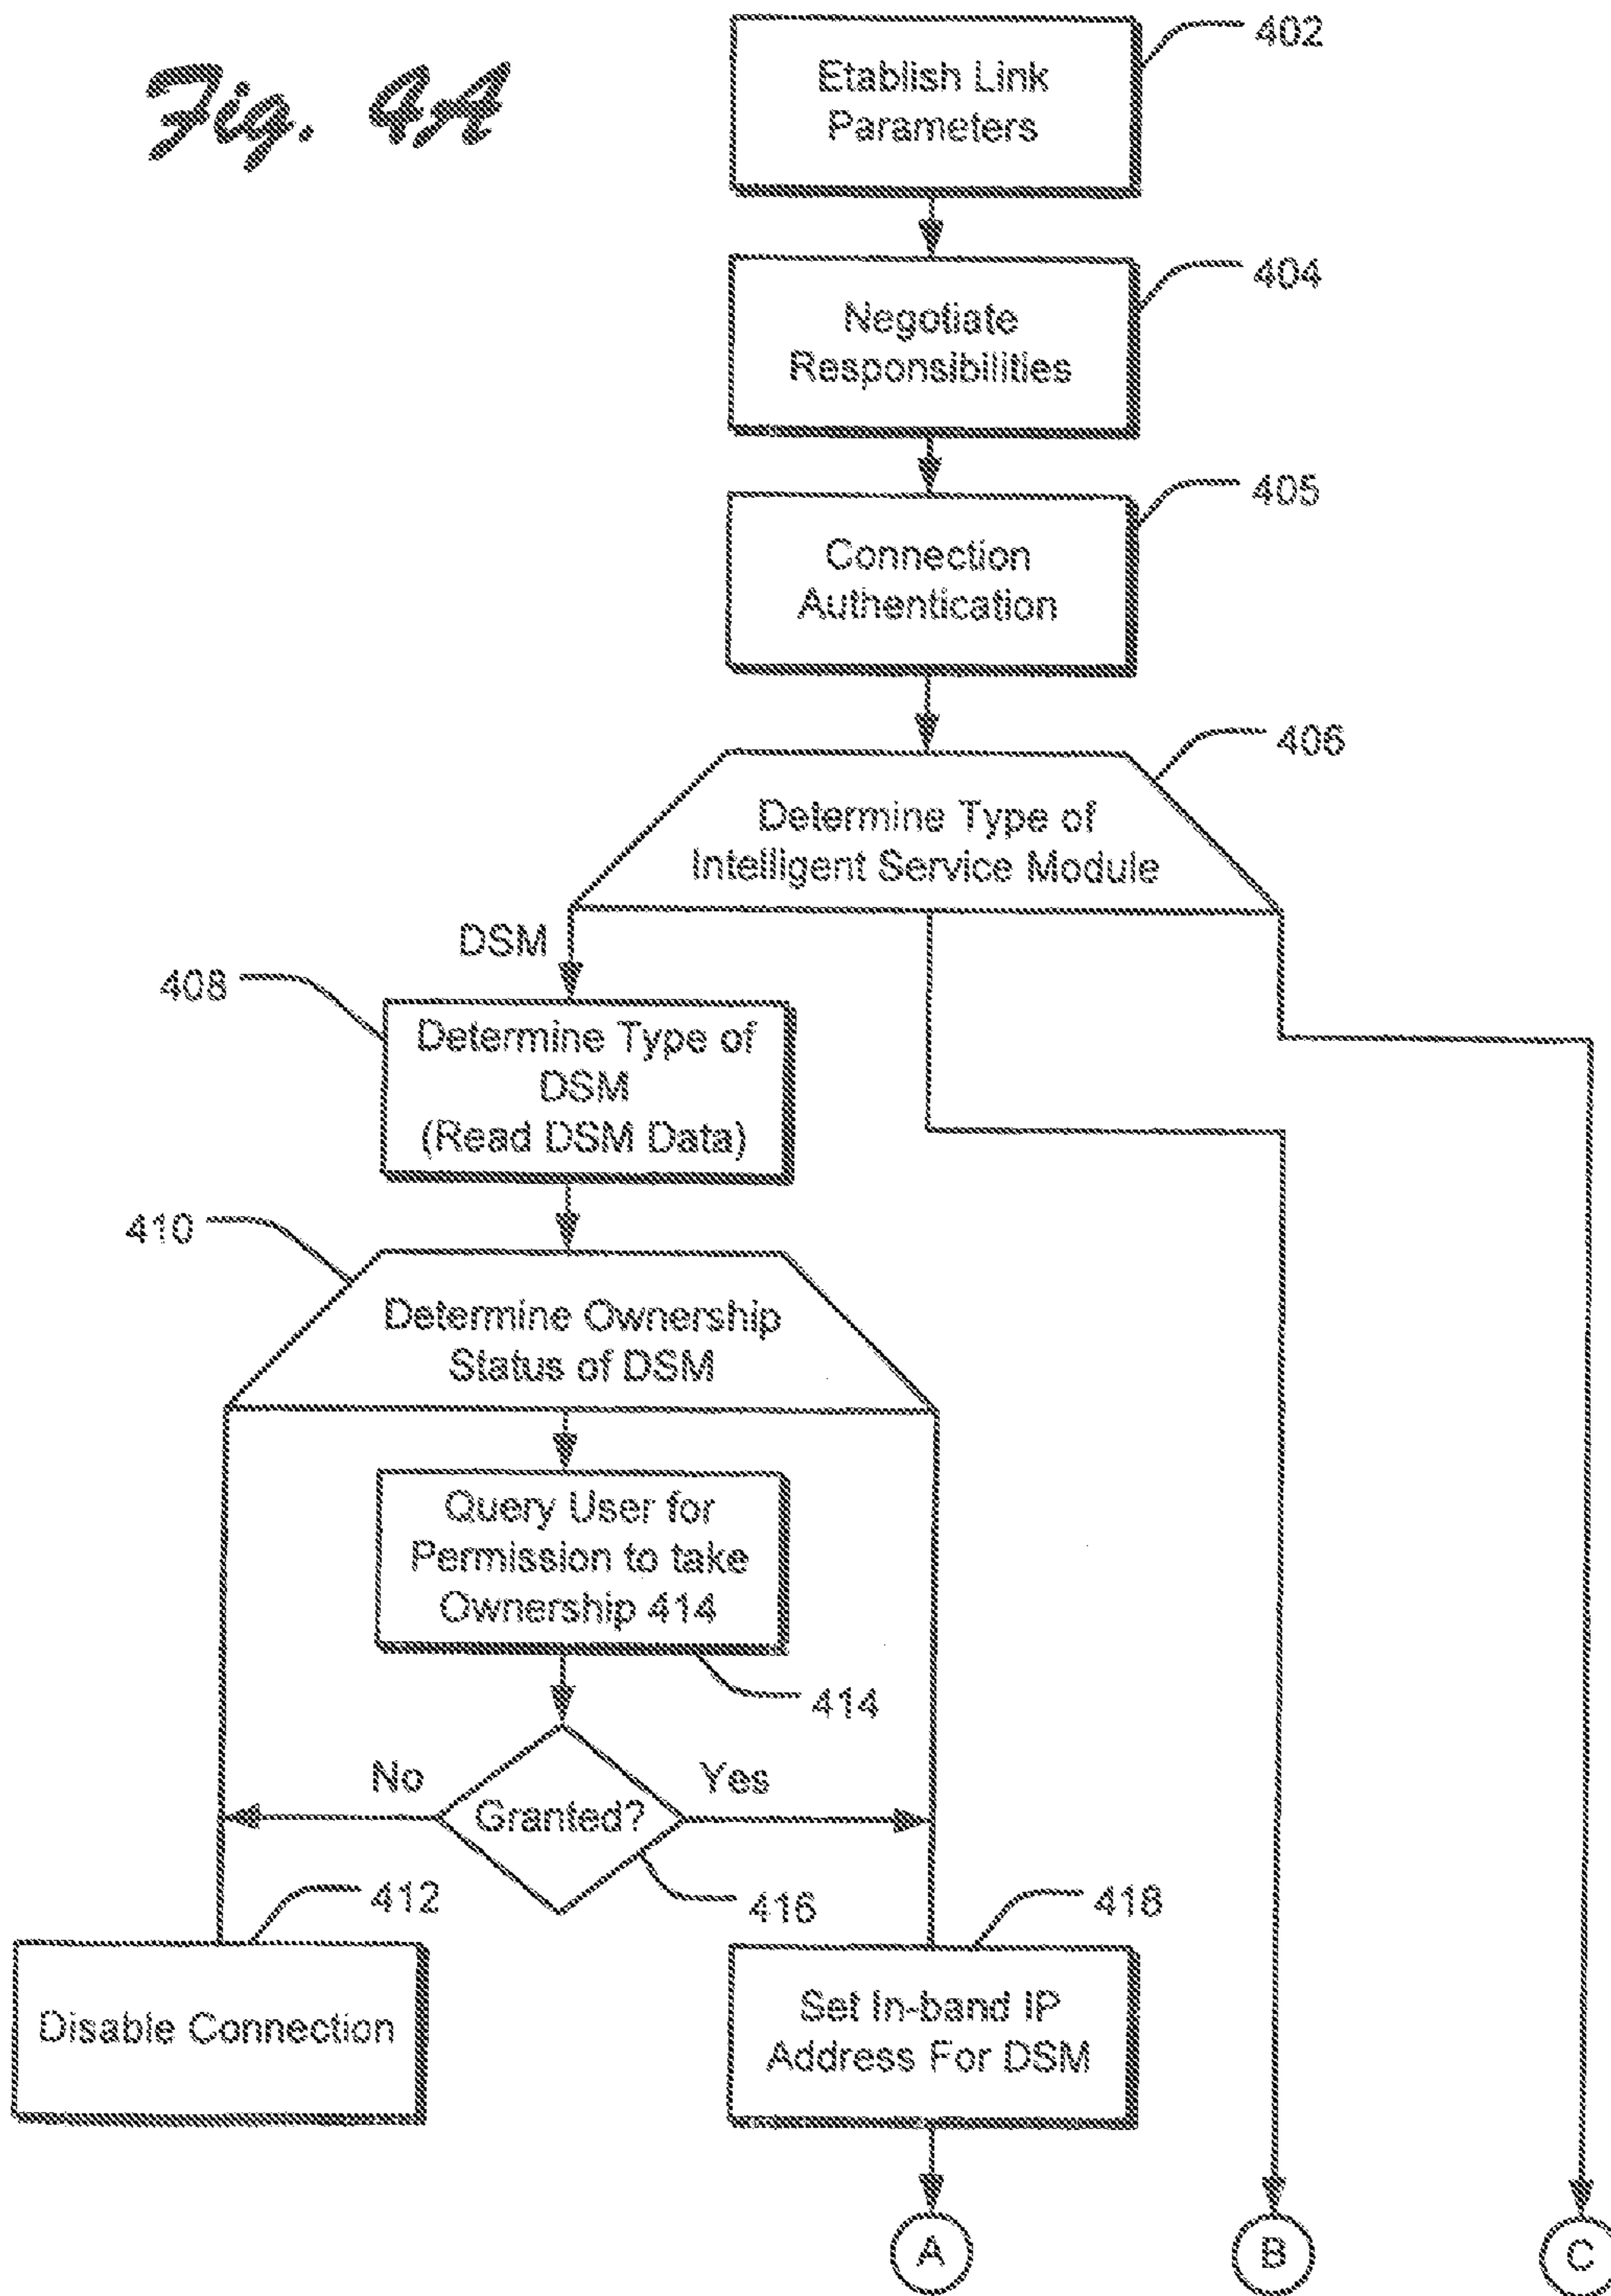 Fig. 4A
402
Etablish Link
Parameters
404
Negotiate
Responsibilities
405
Connection
Authentication
406
Determine Type of
Intelligent Service Module
DSM
408
Determine Type of
DSM
(Read DSM Data)
410
Determine Ownership
Status of DSM
Query User for
Permission to take
Ownership 414
414
No
Yes
Granted?
416
412
418
Disable Connection
Set In-band IP
Address For DSM
A
B
C